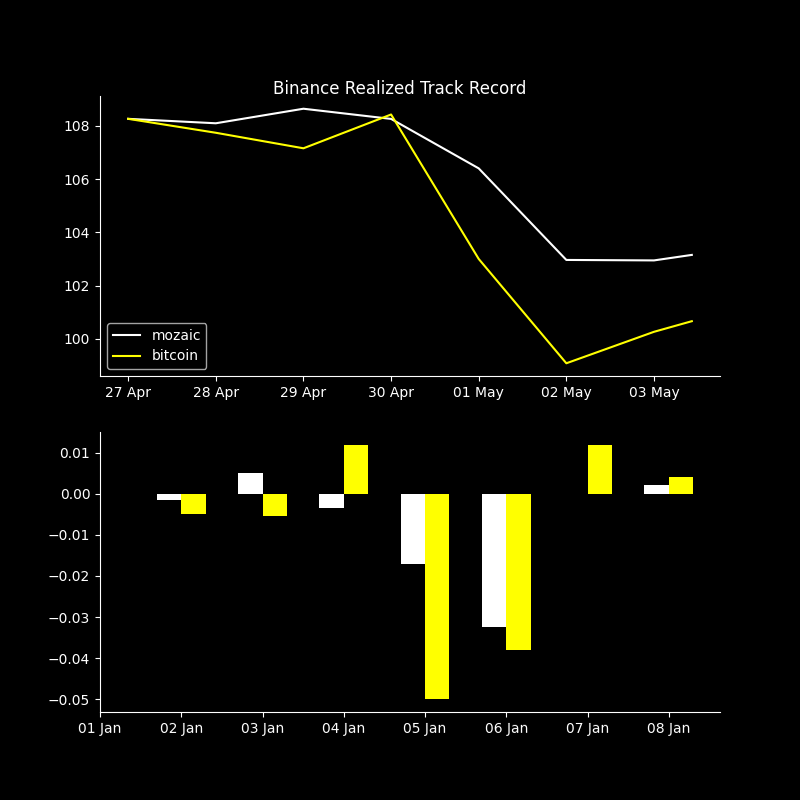 Binance Realized Track Record
108
106
104
102
100
mozaic
bitcoin
27 Apr 28 Apr 29 Apr 30 Apr 01 May 02 May 03 May
0.01
0.00
−0.01
−0.02
−0.03
−0.04
−0.05
01 Jan 02 Jan 03 Jan 04 Jan 05 Jan 06 Jan 07 Jan 08 Jan